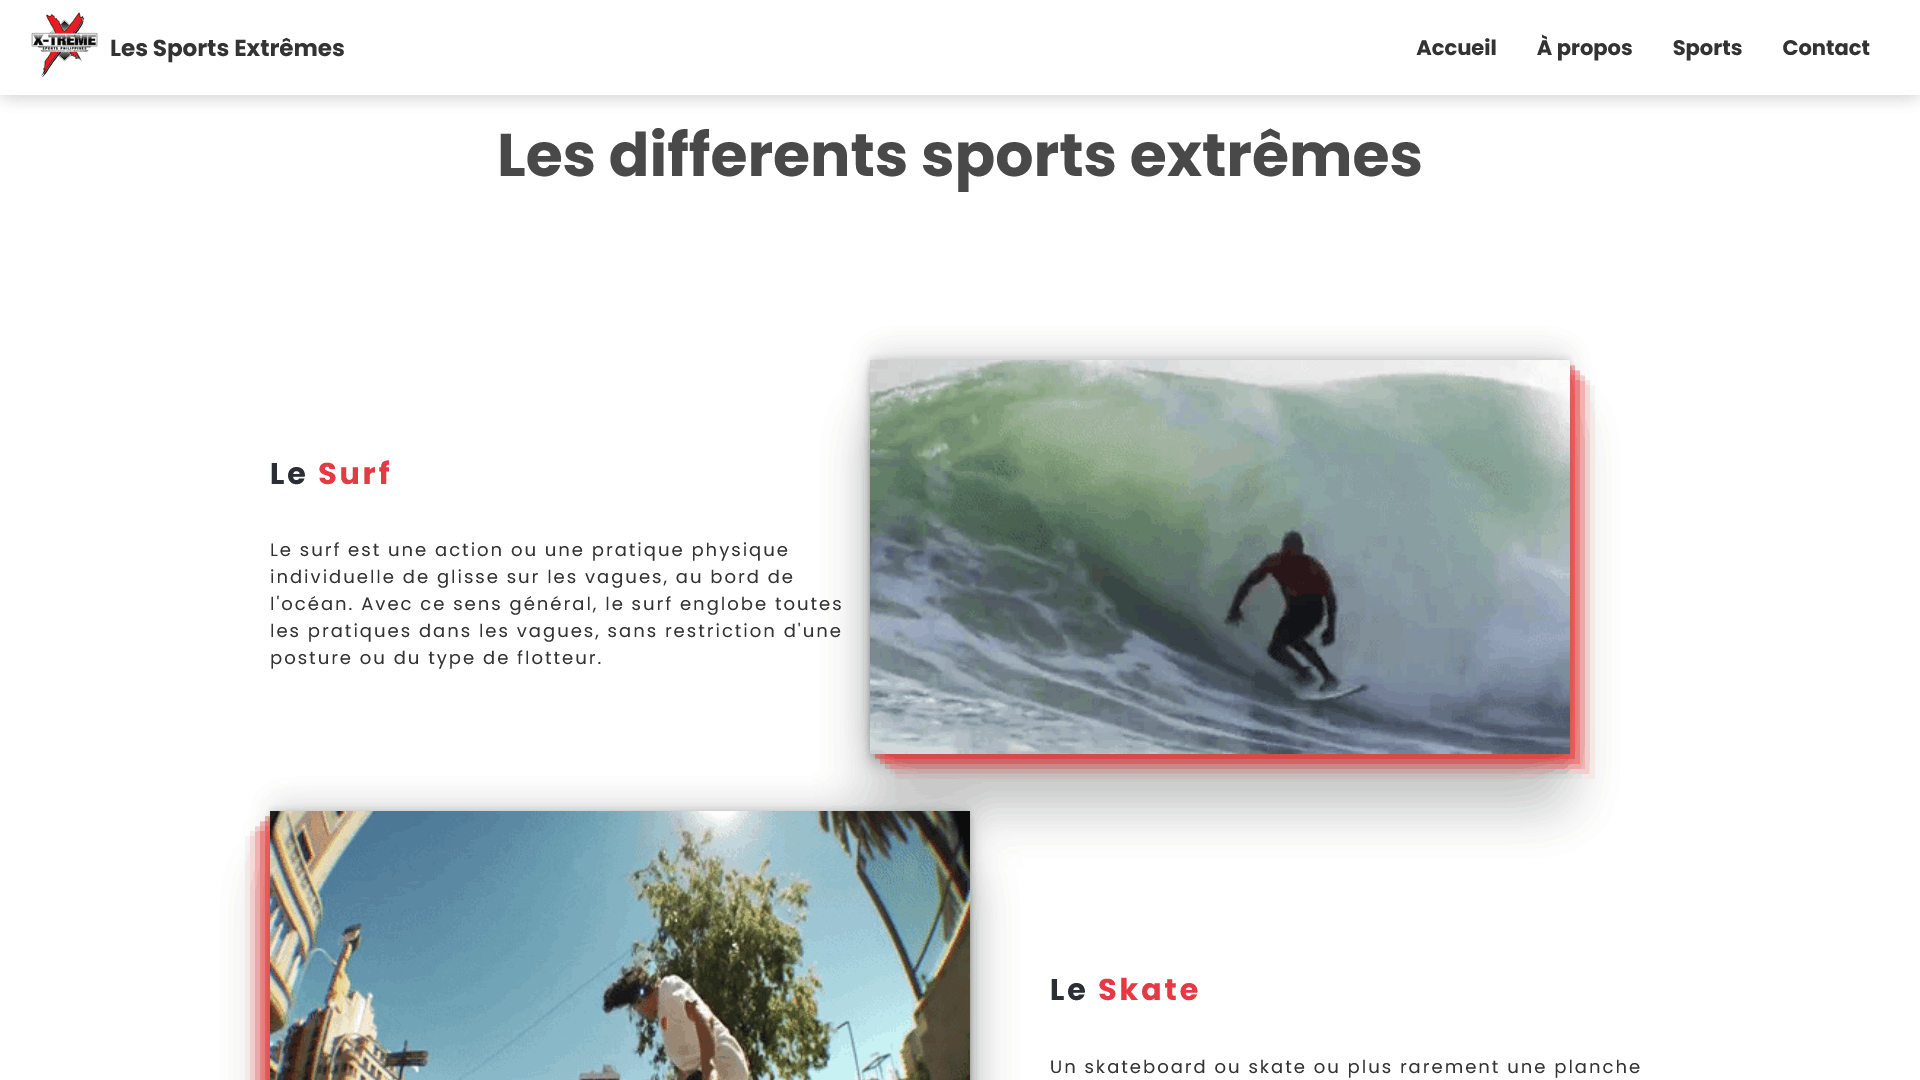 X-TREME
SPORTS PHILIPPINES
Les Sports Extrêmes
Accueil
À propos
Sports
Contact
Les differents sports extrêmes
Le Surf
Le surf est une action ou une pratique physique
individuelle de glisse sur les vagues, au bord de
l'océan. Avec ce sens général, le surf englobe toutes
les pratiques dans les vagues, sans restriction d'une
posture ou du type de flotteur.
Le Skate
Un skateboard ou skate ou plus rarement une planche